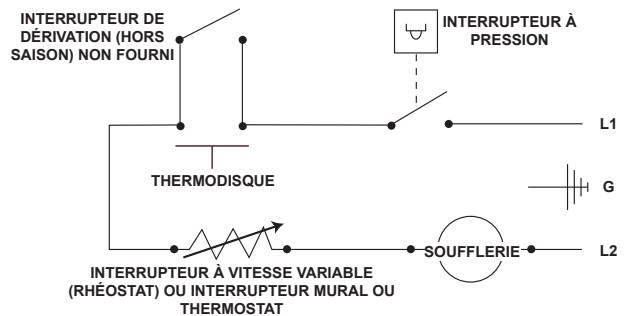 INTERRUPTEUR DE
DÉRIVATION (HORS
SAISON) NON FOURNI
INTERRUPTEUR À
PRESSION
L1
THERMODISQUE
G
SOUFFLERIE
L2
INTERRUPTEUR À VITESSE VARIABLE
(RHÉOSTAT) OU INTERRUPTEUR MURAL OU
THERMOSTAT